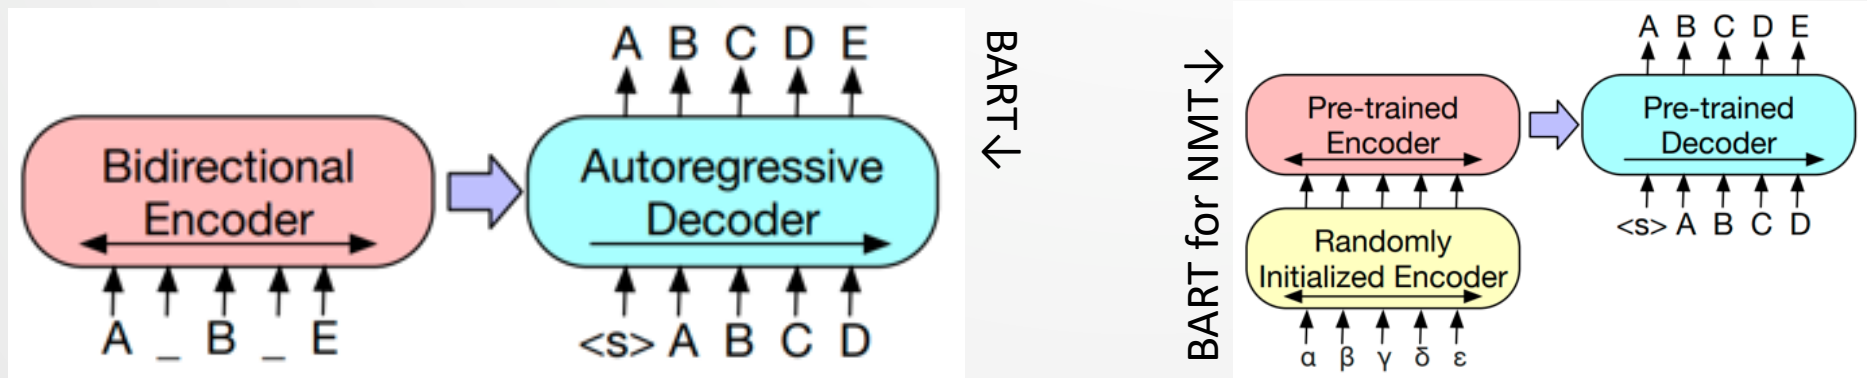 A B C D E
Bidirectional
Encoder
Autoregressive
Decoder
A _ B _ E
<s> A B C D
BART↓
BART for NMT↓
A B C D E
Pre-trained
Encoder
Pre-trained
Decoder
<s> A B C D
Randomly
Initialized Encoder
α β γ δ ε